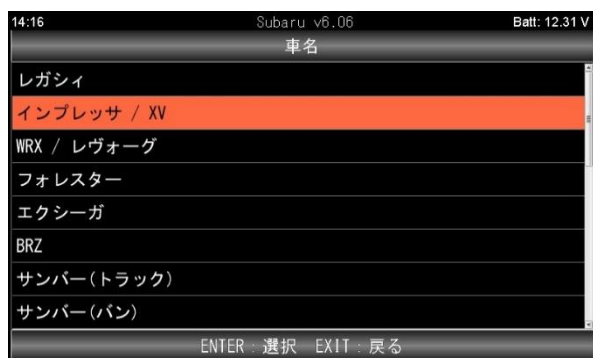 14:16 Subaru v6.06 Batt: 12.31 V
車名
レガシィ
インプレッサ / XV
WRX / レヴォーグ
フォレスター
エクシーガ
BRZ
サンバー(トラック)
サンバー(バン)
ENTER:選択 EXIT:戻る